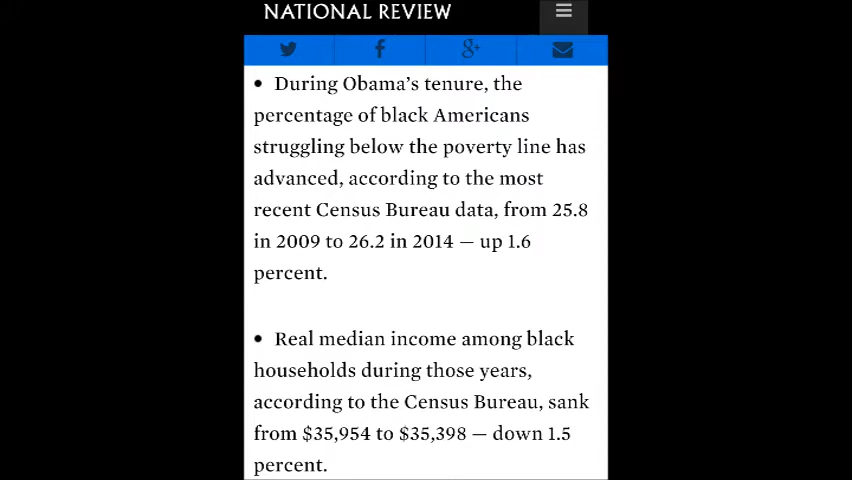 NATIONAL REVIEW
• During Obama's tenure, the
percentage of black Americans
struggling below the poverty line has
advanced, according to the most
recent Census Bureau data, from 25.8
in 2009 to 26.2 in 2014 — up 1.6
percent.
• Real median income among black
households during those years,
according to the Census Bureau, sank
from $35,954 to $35,398 — down 1.5
percent.